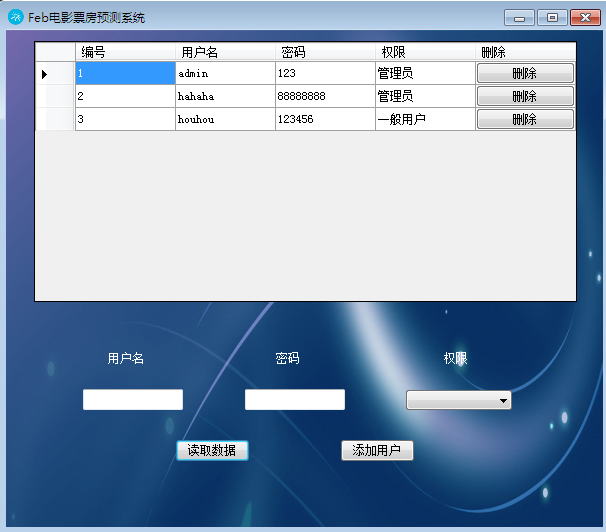 Feb电影票房预测系统
编号 用户名 密码 权限 删除
1 admin 123 管理员 删除
2 hahaha 88888888 管理员 删除
3 houhou 123456 一般用户 删除
用户名 密码 权限
读取数据 添加用户